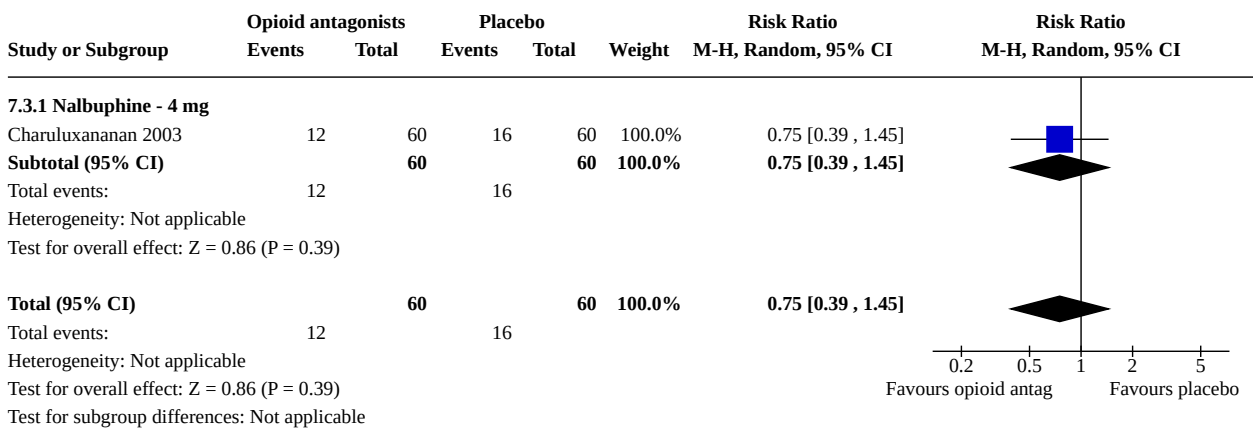 Opioid antagonists Placebo Risk Ratio Risk Ratio
Study or Subgroup Events Total Events Total Weight M-H, Random, 95% CI M-H, Random, 95% CI
7.3.1 Nalbuphine - 4 mg
Charuluxananan 2003 12 60 16 60 100.0% 0.75 [0.39 , 1.45]
Subtotal (95% CI) 60 60 100.0% 0.75 [0.39 , 1.45]
Total events: 12 16
Heterogeneity: Not applicable
Test for overall effect: Z = 0.86 (P = 0.39)
Total (95% CI) 60 60 100.0% 0.75 [0.39 , 1.45]
Total events: 12 16
Heterogeneity: Not applicable
0.2 0.5 1 2 5
Test for overall effect: Z = 0.86 (P = 0.39) Favours opioid antag Favours placebo
Test for subgroup differences: Not applicable